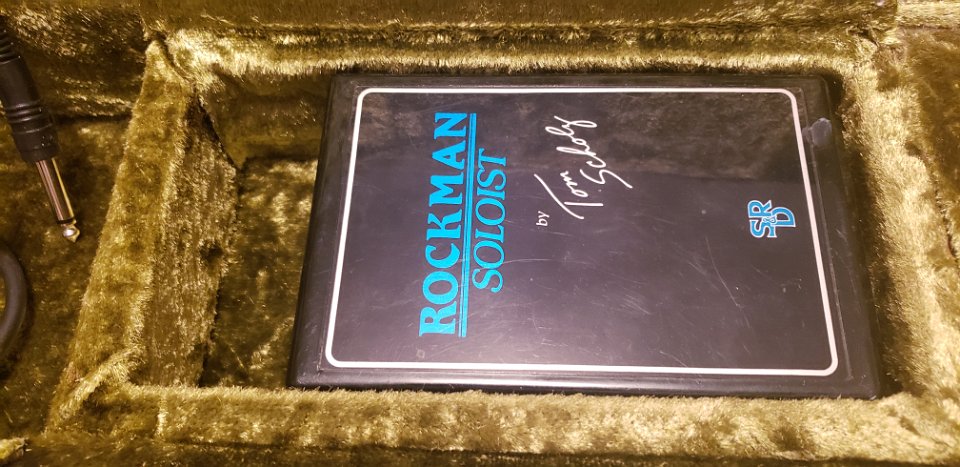 ROCKMAN
SOLOIST
by Tom Scholz
SR&D